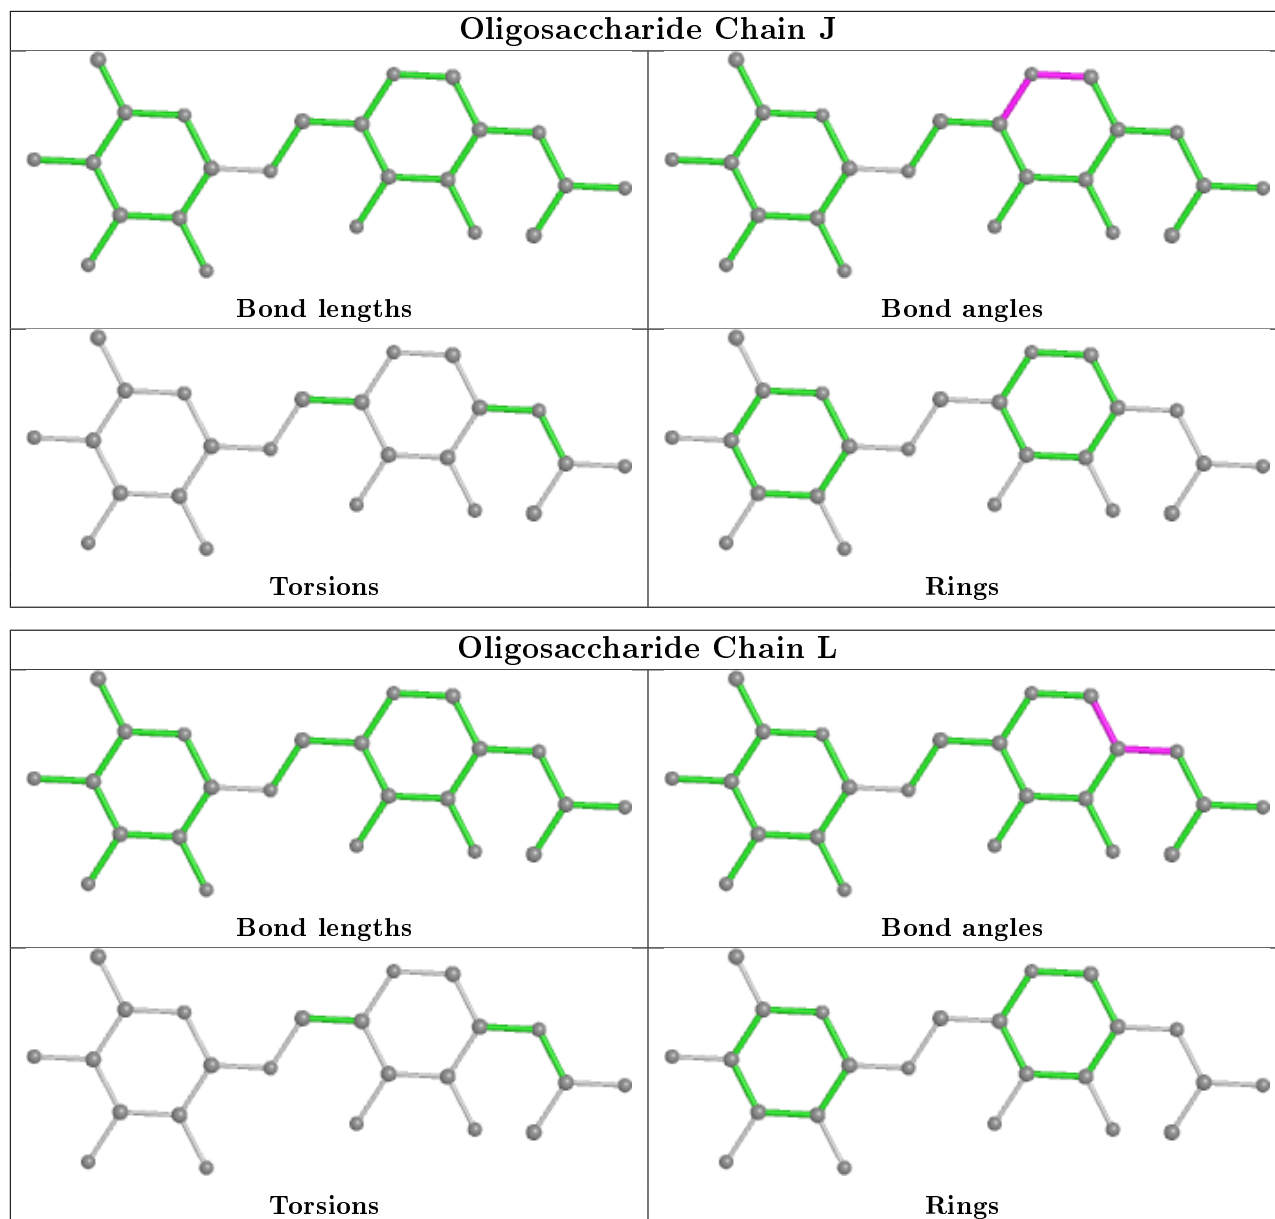 Oligosaccharide Chain J
Bond lengths
Bond angles
Torsions
Rings
Oligosaccharide Chain L
Bond lengths
Bond angles
Torsions
Rings